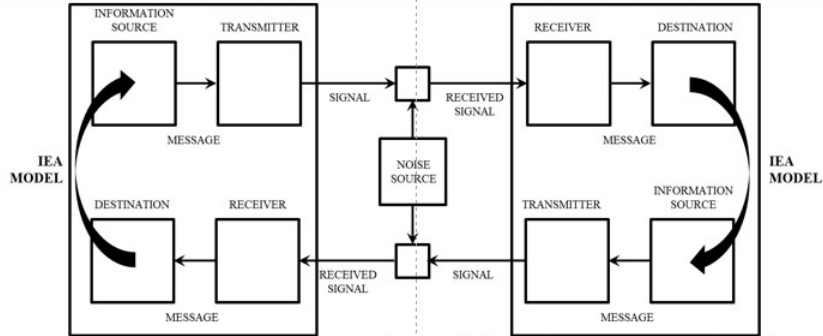 INFORMATION
SOURCE
TRANSMITTER
RECEIVER
DESTINATION
SIGNAL
RECEIVED
SIGNAL
MESSAGE
MESSAGE
IEA
MODEL
NOISE
SOURCE
IEA
MODEL
DESTINATION
RECEIVER
TRANSMITTER
INFORMATION
SOURCE
RECEIVED
SIGNAL
SIGNAL
MESSAGE
MESSAGE